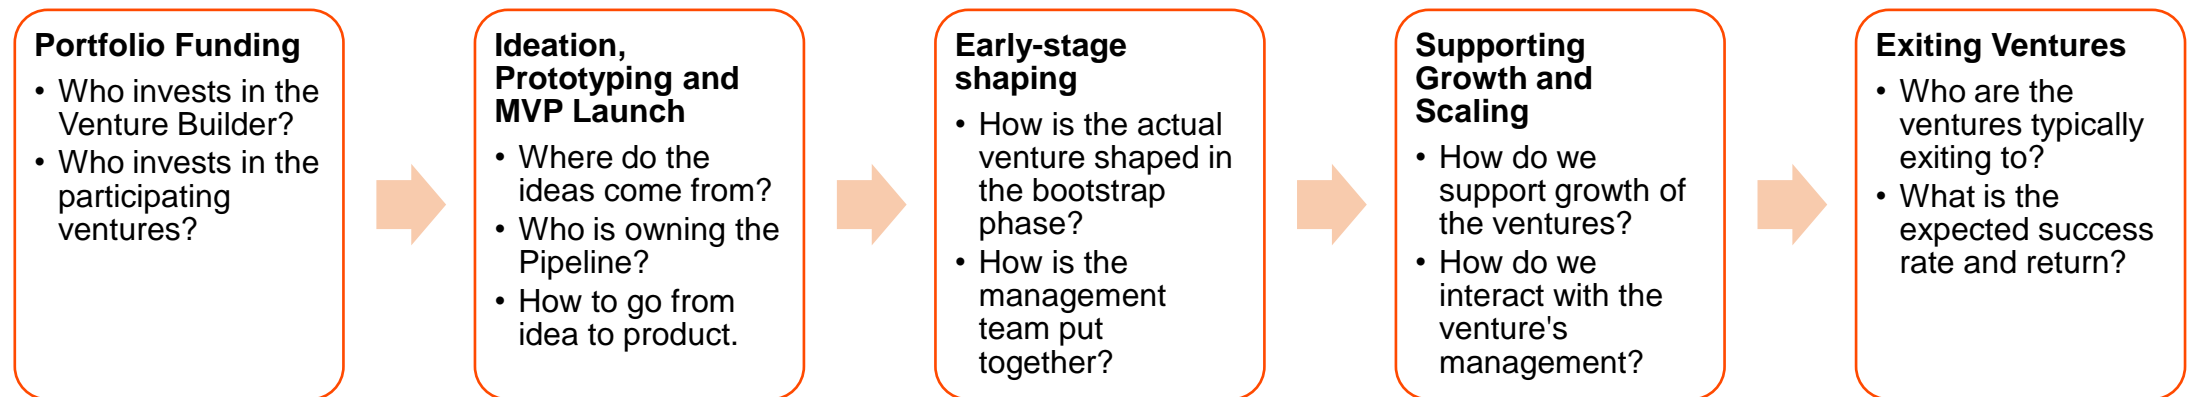 Portfolio Funding
• Who invests in the
Venture Builder?
• Who invests in the
participating
ventures?
Ideation,
Prototyping and
MVP Launch
• Where do the
ideas come from?
• Who is owning the
Pipeline?
• How to go from
idea to product.
Early-stage
shaping
• How is the actual
venture shaped in
the bootstrap
phase?
• How is the
management
team put
together?
Supporting
Growth and
Scaling
• How do we
support growth of
the ventures?
• How do we
interact with the
venture's
management?
Exiting Ventures
• Who are the
ventures typically
exiting to?
• What is the
expected success
rate and return?